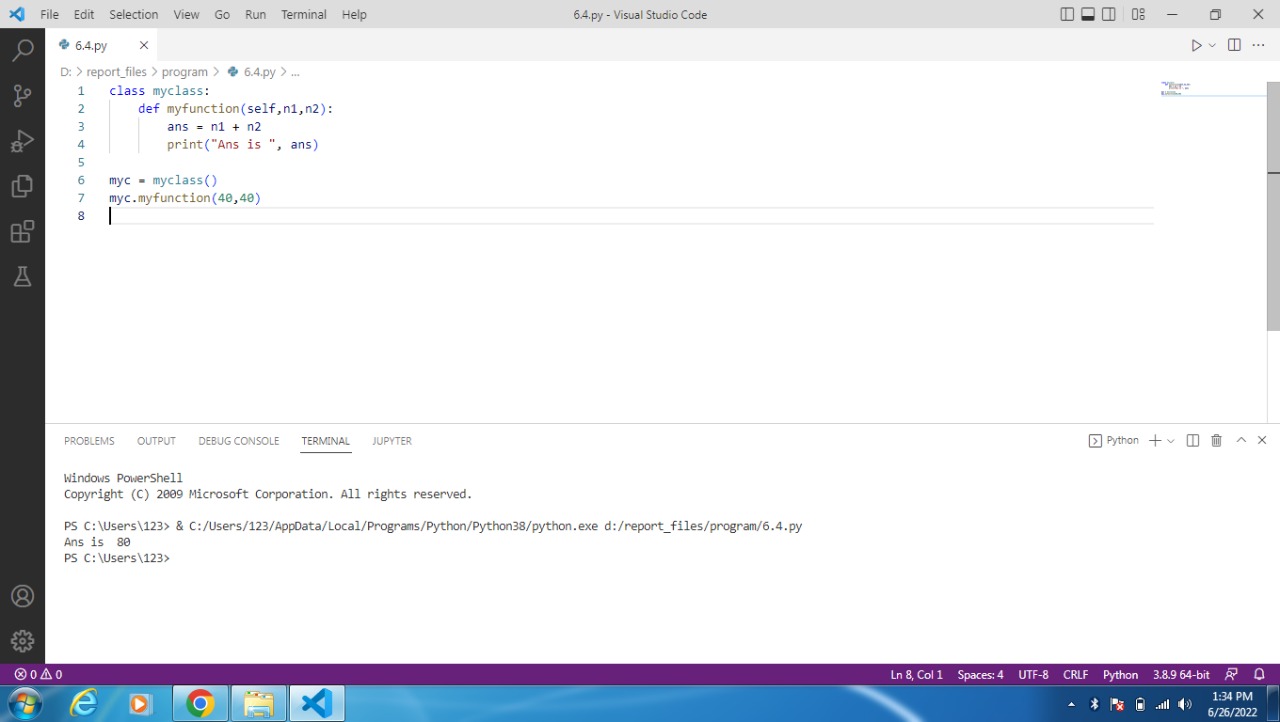 File Edit Selection View Go Run Terminal Help 6.4.py - Visual Studio Code
6.4.py
D: > report_files > program > 6.4.py > ...
1 class myclass:
2 def myfunction(self,n1,n2):
3 ans = n1 + n2
4 print("Ans is ", ans)
5
6 myc = myclass()
7 myc.myfunction(40,40)
8
PROBLEMS OUTPUT DEBUG CONSOLE TERMINAL JUPYTER Python
Windows PowerShell
Copyright (C) 2009 Microsoft Corporation. All rights reserved.
PS C:\Users\123> & C:/Users/123/AppData/Local/Programs/Python/Python38/python.exe d:/report_files/program/6.4.py
Ans is  80
PS C:\Users\123>
0 0 Ln 8, Col 1 Spaces: 4 UTF-8 CRLF Python 3.8.9 64-bit
1:34 PM
6/26/2022